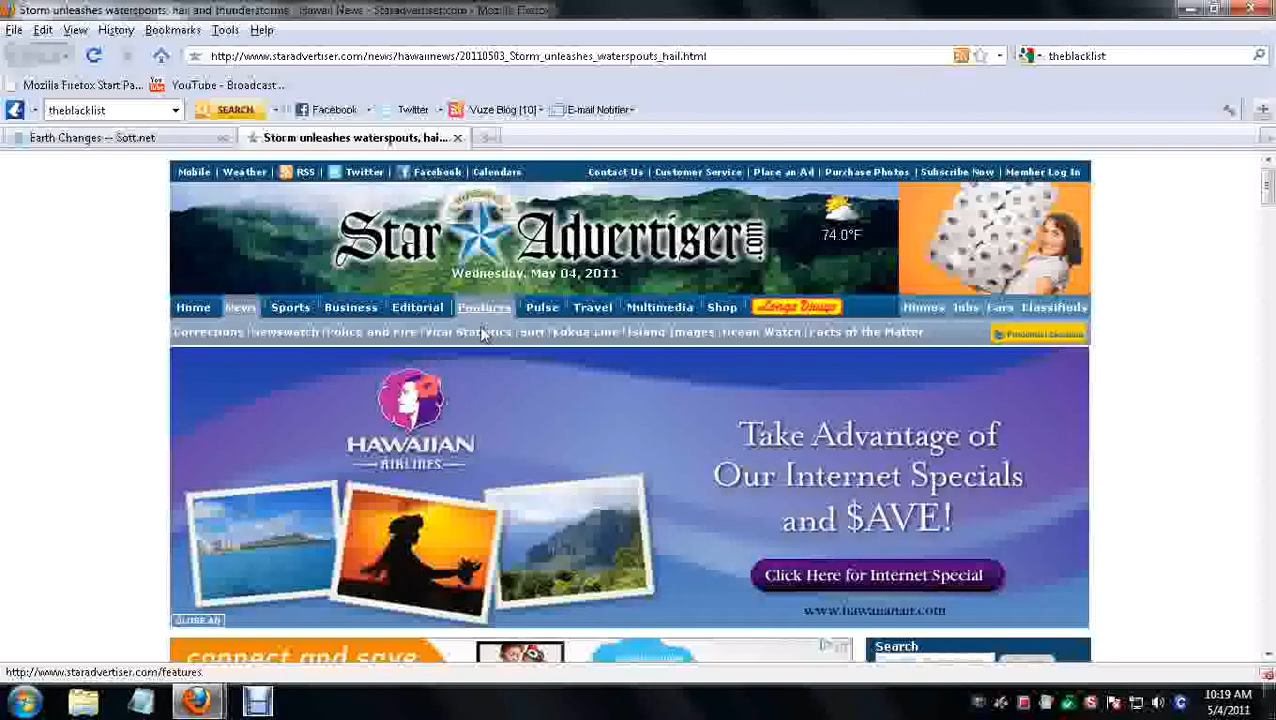 Storm unleashes waterspouts, hail and thunderstorms - Hawaii News - Staradvertiser.com - Mozilla Firefox
File Edit View History Bookmarks Tools Help
http://www.staradvertiser.com/news/hawaiinews/20110503_Storm_unleashes_waterspouts_hail.html theblacklist
Mozilla Firefox Start Pa... YouTube - Broadcast...
theblacklist SEARCH Facebook Twitter Vuze Blog [10] E-mail Notifier
Earth Changes -- Sott.net Storm unleashes waterspouts, hai...
Mobile | Weather | RSS | Twitter | Facebook | Calendars Contact Us | Customer Service | Place an Ad | Purchase Photos | Subscribe Now | Member Log In
Star Advertiser.com
74.0°F
Wednesday, May 04, 2011
Home News Sports Business Editorial Features Pulse Travel Multimedia Shop Longs Drugs Homes Jobs Cars Classifieds
Corrections | Newswatch | Police and Fire | Vital Statistics | Surf | Kokua Line | Island Images | Ocean Watch | Facts of the Matter
HAWAIIAN
AIRLINES
Take Advantage of
Our Internet Specials
and $AVE!
Click Here for Internet Special
www.hawaiianair.com
CLOSE AD
connect and save
Search
http://www.staradvertiser.com/features
10:19 AM
5/4/2011